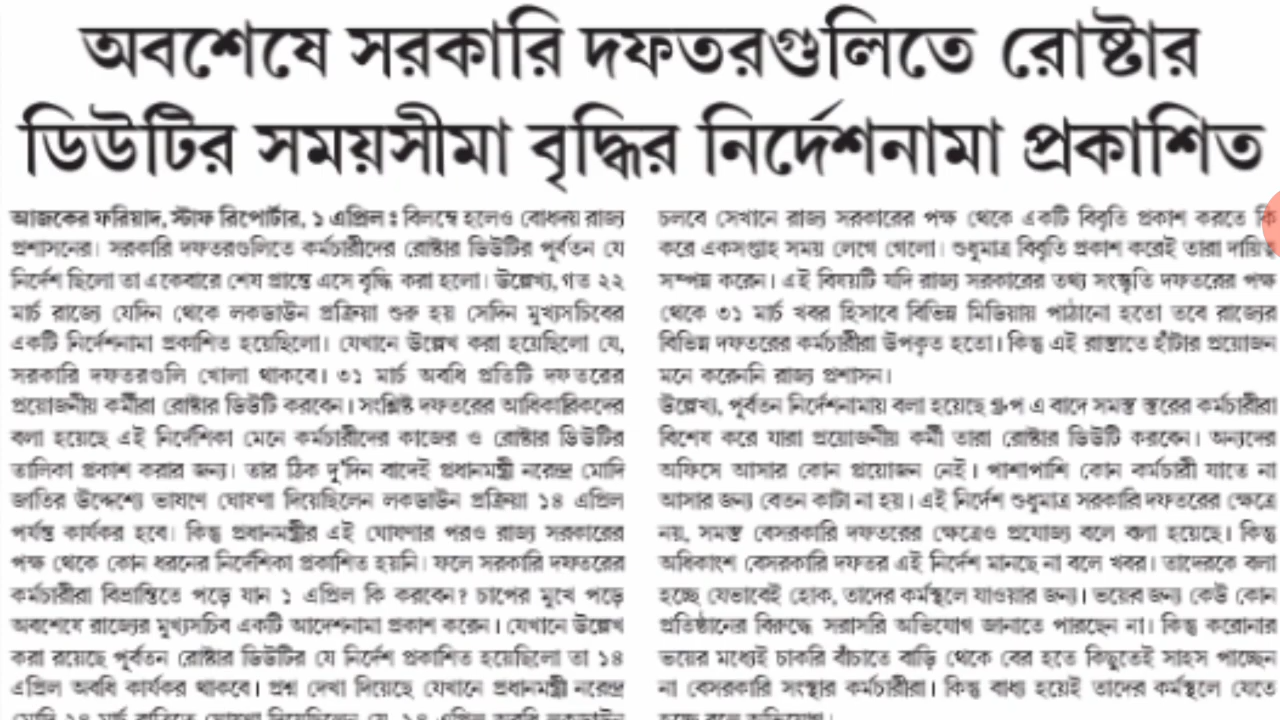 অবশেষে সরকারি দফতরগুলিতে রোষ্টার
ডিউটির সময়সীমা বৃদ্ধির নির্দেশনামা প্রকাশিত
আজকের ফরিয়াদ, স্টাফ রিপোর্টার, ১ এপ্রিল ঃ বিলম্বে হলেও বোধদয় রাজ্য
প্রশাসনের। সরকারি দফতরগুলিতে কর্মচারীদের রোষ্টার ডিউটির পূর্বতন যে
নির্দেশ ছিলো তা একেবারে শেষ প্রান্তে এসে বৃদ্ধি করা হলো। উল্লেখ্য, গত ২২
মার্চ রাজ্যে যেদিন থেকে লকডাউন প্রক্রিয়া শুরু হয় সেদিন মুখ্যসচিবের
একটি নির্দেশনামা প্রকাশিত হয়েছিলো। যেখানে উল্লেখ করা হয়েছিলো যে,
সরকারি দফতরগুলি খোলা থাকবে। ৩১ মার্চ অবধি প্রতিটি দফতরের
প্রয়োজনীয় কর্মীরা রোষ্টার ডিউটি করবেন। সংশ্লিষ্ট দফতরের আধিকারিকদের
বলা হয়েছে এই নির্দেশিকা মেনে কর্মচারীদের কাজের ও রোষ্টার ডিউটির
তালিকা প্রকাশ করার জন্য। তার ঠিক দু'দিন বাদেই প্রধানমন্ত্রী নরেন্দ্র মোদি
জাতির উদ্দেশ্যে ভাষণে ঘোষণা দিয়েছিলেন লকডাউন প্রক্রিয়া ১৪ এপ্রিল
পর্যন্ত কার্যকর হবে। কিন্তু প্রধানমন্ত্রীর এই ঘোষণার পরও রাজ্য সরকারের
পক্ষ থেকে কোন ধরনের নির্দেশিকা প্রকাশিত হয়নি। ফলে সরকারি দফতরের
কর্মচারীরা বিভ্রান্তিতে পড়ে যান ১ এপ্রিল কি করবেন? চাপের মুখে পড়ে
অবশেষে রাজ্যের মুখ্যসচিব একটি আদেশনামা প্রকাশ করেন। যেখানে উল্লেখ
করা রয়েছে পূর্বতন রোষ্টার ডিউটির যে নির্দেশ প্রকাশিত হয়েছিলো তা ১৪
এপ্রিল অবধি কার্যকর থাকবে। প্রশ্ন দেখা দিয়েছে যেখানে প্রধানমন্ত্রী নরেন্দ্র
চলবে সেখানে রাজ্য সরকারের পক্ষ থেকে একটি বিবৃতি প্রকাশ করতে কি
করে একসপ্তাহ সময় লেগে গেলো। শুধুমাত্র বিবৃতি প্রকাশ করেই তারা দায়িত্ব
সম্পন্ন করেন। এই বিষয়টি যদি রাজ্য সরকারের তথ্য সংস্কৃতি দফতরের পক্ষ
থেকে ৩১ মার্চ খবর হিসাবে বিভিন্ন মিডিয়ায় পাঠানো হতো তবে রাজ্যের
বিভিন্ন দফতরের কর্মচারীরা উপকৃত হতো। কিন্তু এই রাস্তাতে হাঁটার প্রয়োজন
মনে করেননি রাজ্য প্রশাসন।
উল্লেখ্য, পূর্বতন নির্দেশনামায় বলা হয়েছে গ্রুপ এ বাদে সমস্ত স্তরের কর্মচারীরা
বিশেষ করে যারা প্রয়োজনীয় কর্মী তারা রোষ্টার ডিউটি করবেন। অন্যদের
অফিসে আসার কোন প্রয়োজন নেই। পাশাপাশি কোন কর্মচারী যাতে না
আসার জন্য বেতন কাটা না হয়। এই নির্দেশ শুধুমাত্র সরকারি দফতরের ক্ষেত্রে
নয়, সমস্ত বেসরকারি দফতরের ক্ষেত্রেও প্রযোজ্য বলে বলা হয়েছে। কিন্তু
অধিকাংশ বেসরকারি দফতর এই নির্দেশ মানছে না বলে খবর। তাদেরকে বলা
হচ্ছে যেভাবেই হোক, তাদের কর্মস্থলে যাওয়ার জন্য। ভয়ের জন্য কেউ কোন
প্রতিষ্ঠানের বিরুদ্ধে সরাসরি অভিযোগ জানাতে পারছেন না। কিন্তু করোনার
ভয়ের মধ্যেই চাকরি বাঁচাতে বাড়ি থেকে বের হতে কিছুতেই সাহস পাচ্ছেন
না বেসরকারি সংস্থার কর্মচারীরা। কিন্তু বাধ্য হয়েই তাদের কর্মস্থলে যেতে